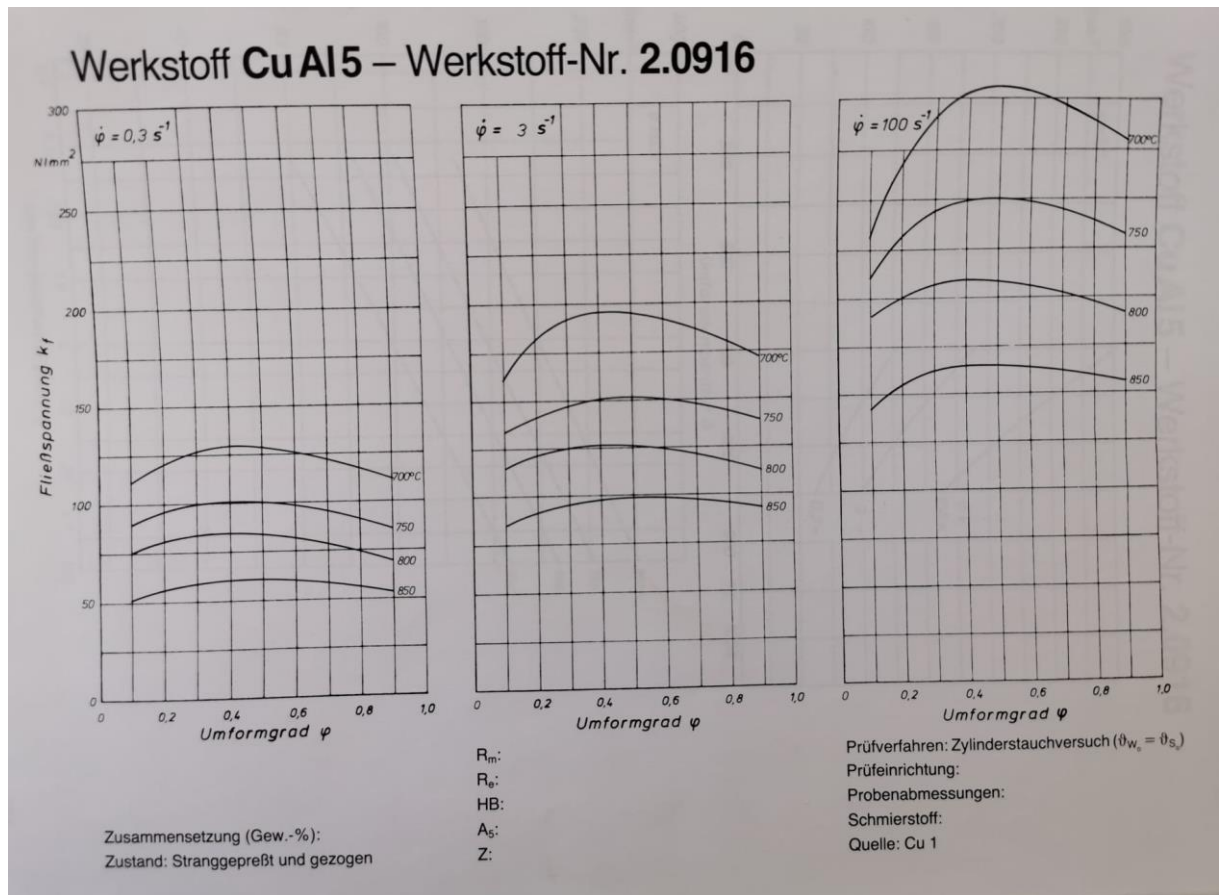 Werkstoff Cu Al 5 – Werkstoff-Nr. 2.0916
300
N/mm²
250
200
150
100
50
0
Fließspannung kf
φ̇ = 0,3 s⁻¹
700°C
750
800
850
0 0,2 0,4 0,6 0,8 1,0
Umformgrad φ
φ̇ = 3 s⁻¹
700°C
750
800
850
0 0,2 0,4 0,6 0,8 1,0
Umformgrad φ
φ̇ = 100 s⁻¹
700°C
750
800
850
0 0,2 0,4 0,6 0,8 1,0
Umformgrad φ
Zusammensetzung (Gew.-%):
Zustand: Stranggepreßt und gezogen
Rm:
Re:
HB:
A5:
Z:
Prüfverfahren: Zylinderstauchversuch (ϑW₀ = ϑS₀)
Prüfeinrichtung:
Probenabmessungen:
Schmierstoff:
Quelle: Cu 1